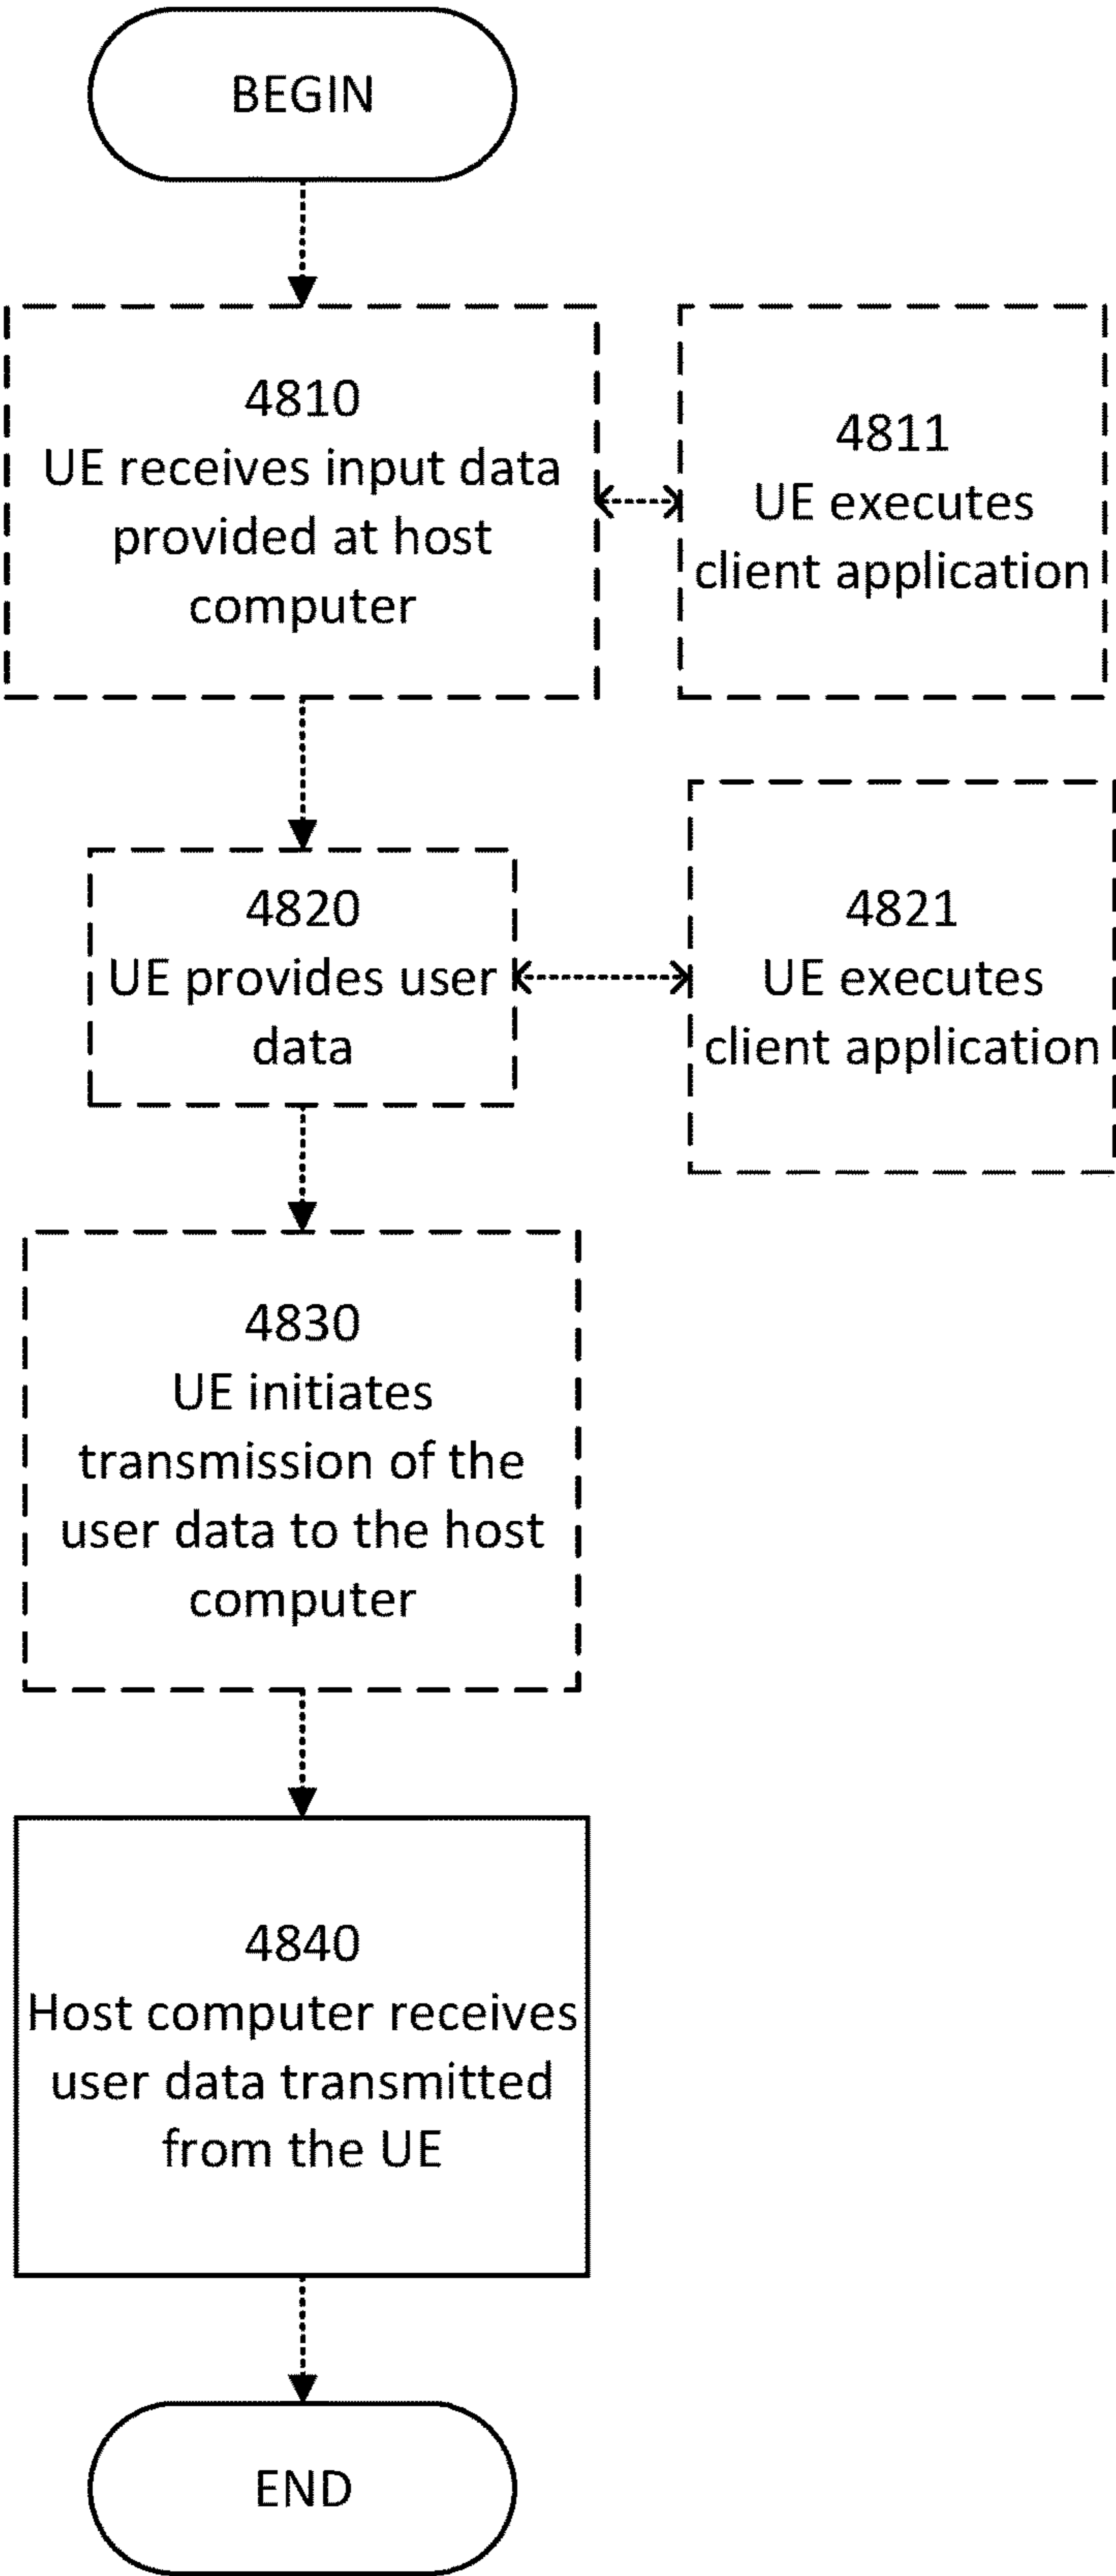 BEGIN
4810
UE receives input data
provided at host
computer
4811
UE executes
client application
4820
UE provides user
data
4821
UE executes
client application
4830
UE initiates
transmission of the
user data to the host
computer
4840
Host computer receives
user data transmitted
from the UE
END